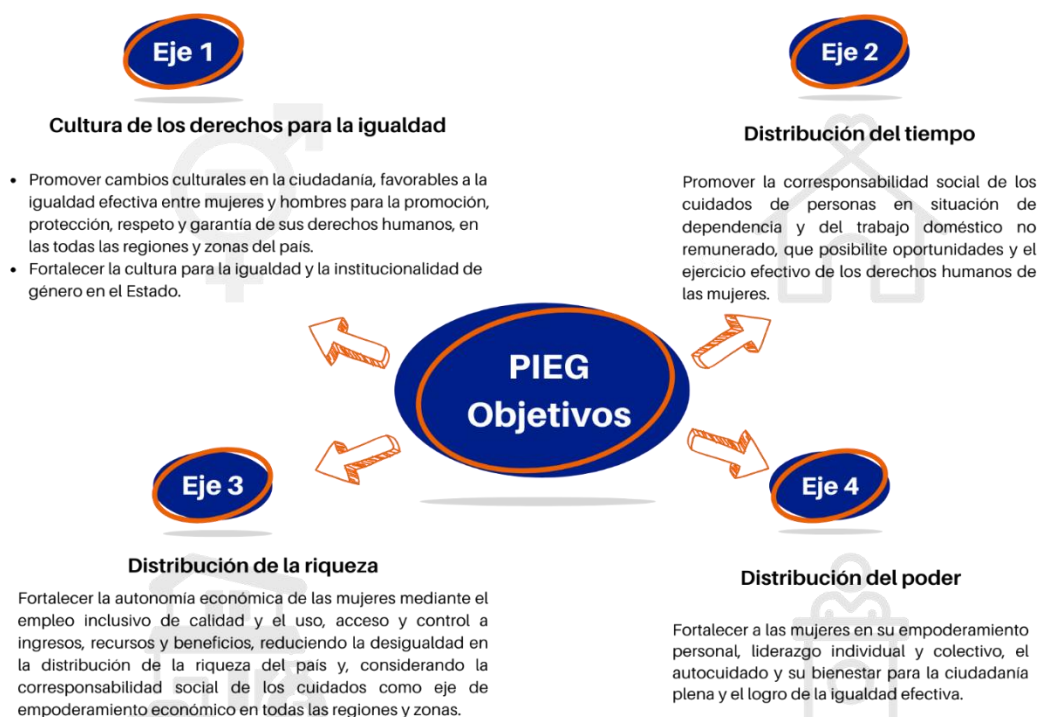 Eje 1
Cultura de los derechos para la igualdad
• Promover cambios culturales en la ciudadanía, favorables a la
igualdad efectiva entre mujeres y hombres para la promoción,
protección, respeto y garantía de sus derechos humanos, en
las todas las regiones y zonas del país.
• Fortalecer la cultura para la igualdad y la institucionalidad de
género en el Estado.
Eje 2
Distribución del tiempo
Promover la corresponsabilidad social de los
cuidados de personas en situación de
dependencia y del trabajo doméstico no
remunerado, que posibilite oportunidades y el
ejercicio efectivo de los derechos humanos de
las mujeres.
PIEG
Objetivos
Eje 3
Distribución de la riqueza
Fortalecer la autonomía económica de las mujeres mediante el
empleo inclusivo de calidad y el uso, acceso y control a
ingresos, recursos y beneficios, reduciendo la desigualdad en
la distribución de la riqueza del país y, considerando la
corresponsabilidad social de los cuidados como eje de
empoderamiento económico en todas las regiones y zonas.
Eje 4
Distribución del poder
Fortalecer a las mujeres en su empoderamiento
personal, liderazgo individual y colectivo, el
autocuidado y su bienestar para la ciudadanía
plena y el logro de la igualdad efectiva.